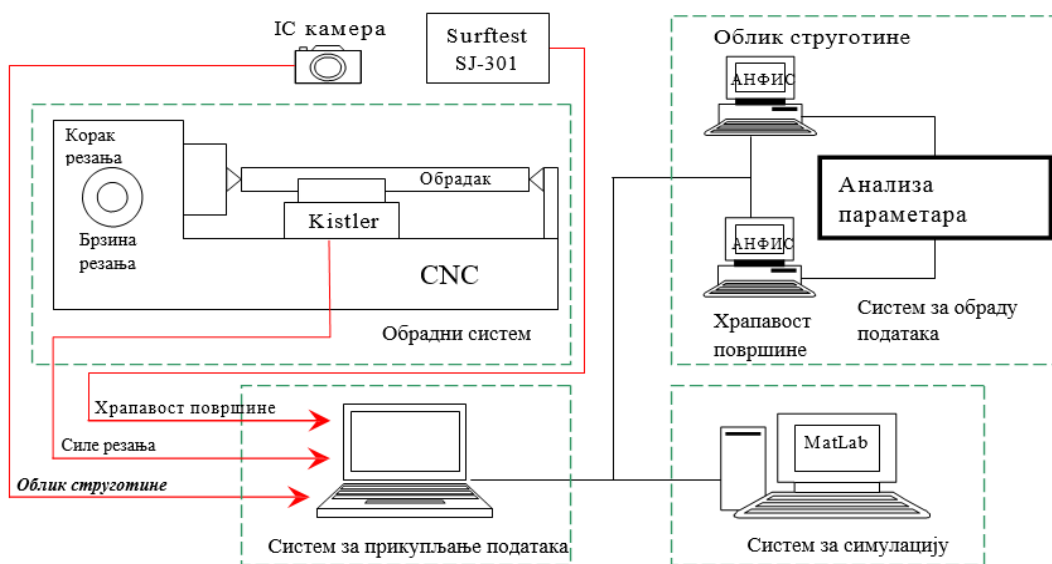 IC камера
Surftest
SJ-301
Корак
резања
Брзина
резања
Обрадак
Kistler
CNC
Обрадни систем
Облик струготине
АНФИС
Анализа
параметара
АНФИС
Храпавост
површине
Систем за обраду
података
Храпавост површине
Силе резања
Облик струготине
Систем за прикупљање података
MatLab
Систем за симулацију